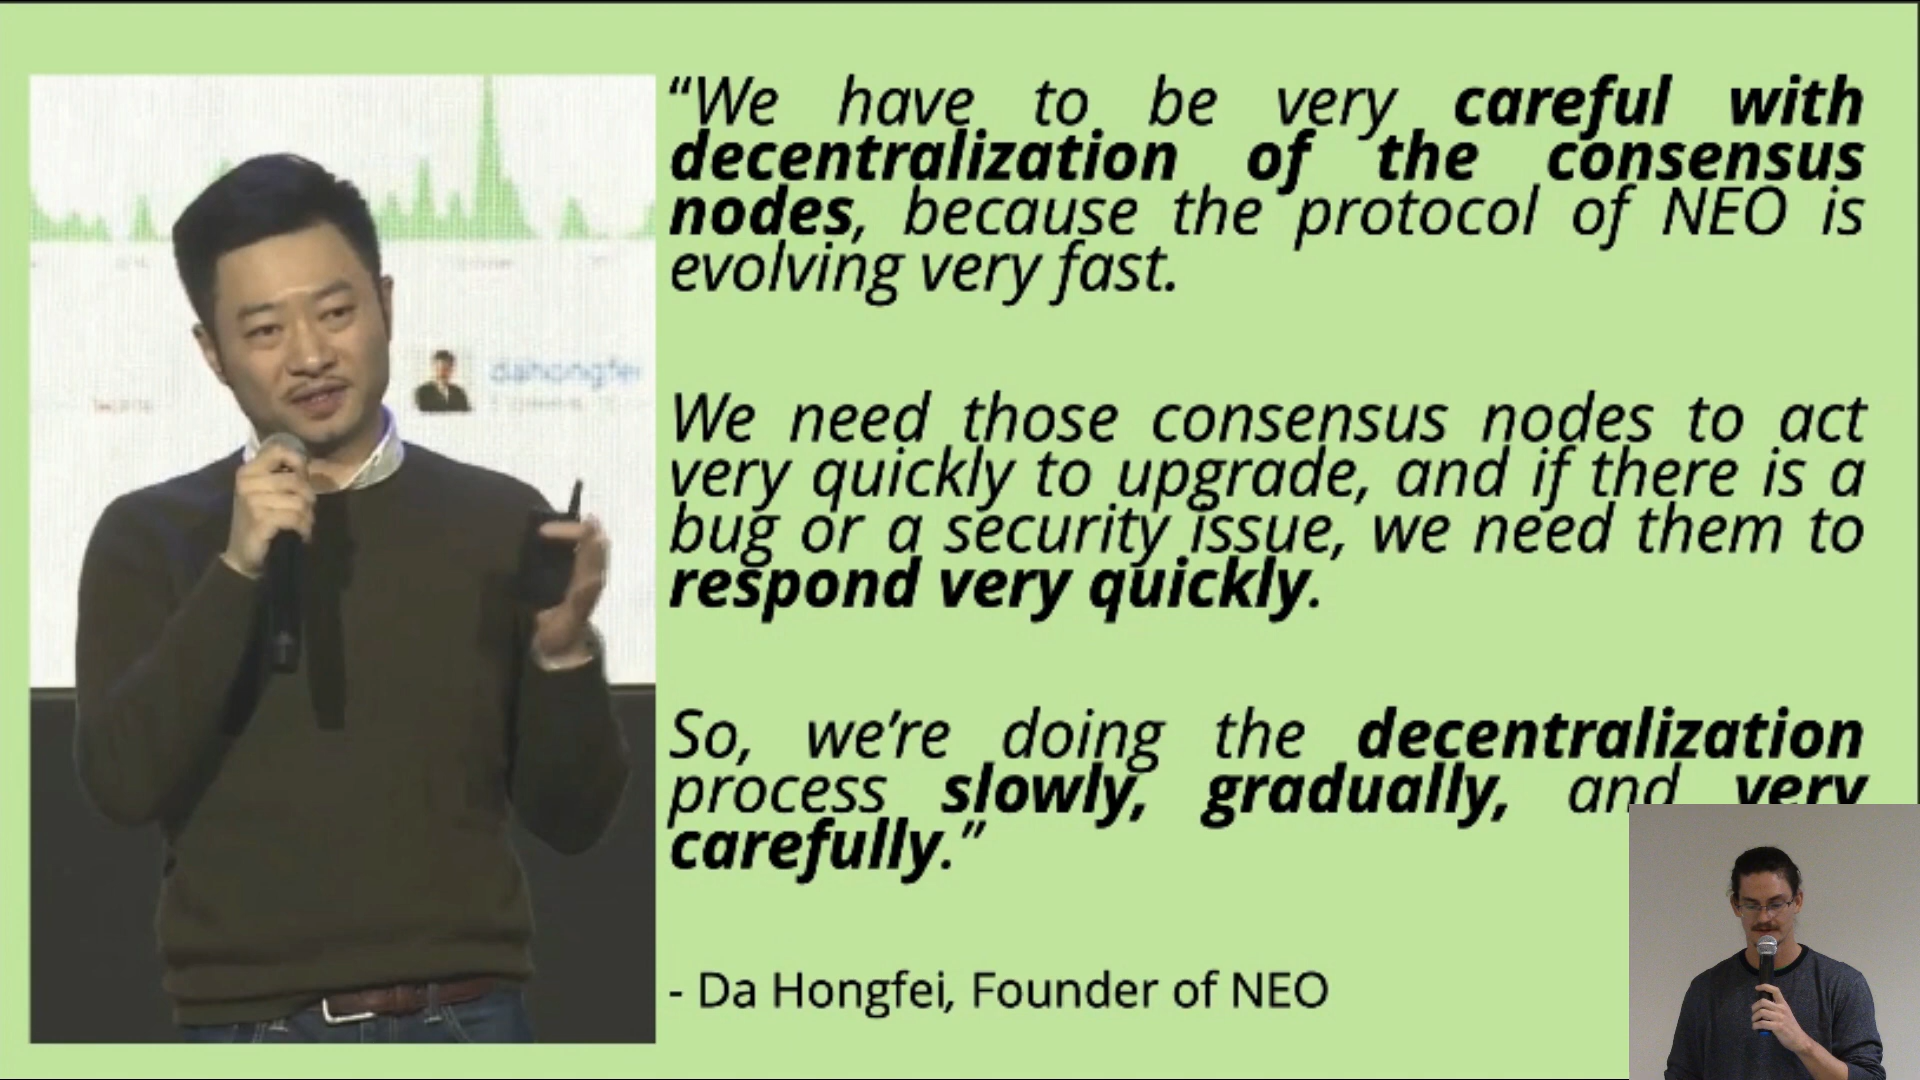 “We have to be very careful with
decentralization of the consensus
nodes, because the protocol of NEO is
evolving very fast.
We need those consensus nodes to act
very quickly to upgrade, and if there is a
bug or a security issue, we need them to
respond very quickly.
So, we’re doing the decentralization
process slowly, gradually, and very
carefully.”
- Da Hongfei, Founder of NEO
dahongfei